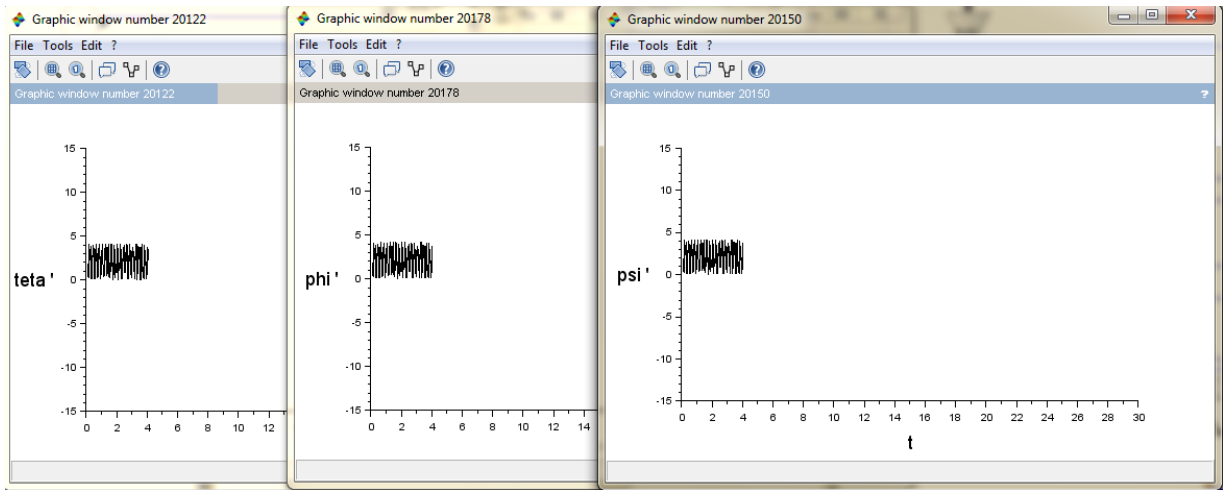 Graphic window number 20122
File Tools Edit ?
Graphic window number 20122
15
10
5
teta '
0
-5
-10
-15
0 2 4 6 8 10 12
Graphic window number 20178
File Tools Edit ?
Graphic window number 20178
15
10
5
phi '
0
-5
-10
-15
0 2 4 6 8 10 12 14
Graphic window number 20150
File Tools Edit ?
Graphic window number 20150 ?
15
10
5
psi '
0
-5
-10
-15
0 2 4 6 8 10 12 14 16 18 20 22 24 26 28 30
t